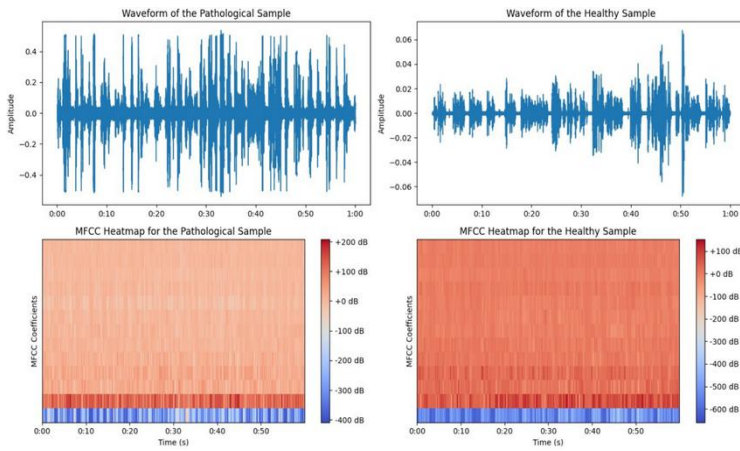 Waveform of the Pathological Sample
Amplitude
0.4
0.2
0.0
-0.2
-0.4
0:00 0:10 0:20 0:30 0:40 0:50 1:00
Waveform of the Healthy Sample
Amplitude
0.06
0.04
0.02
0.00
-0.02
-0.04
-0.06
0:00 0:10 0:20 0:30 0:40 0:50 1:00
MFCC Heatmap for the Pathological Sample
MFCC Coefficients
0:00 0:10 0:20 0:30 0:40 0:50
Time (s)
+200 dB
+100 dB
+0 dB
-100 dB
-200 dB
-300 dB
-400 dB
MFCC Heatmap for the Healthy Sample
MFCC Coefficients
0:00 0:10 0:20 0:30 0:40 0:50
Time (s)
+100 dB
+0 dB
-100 dB
-200 dB
-300 dB
-400 dB
-500 dB
-600 dB